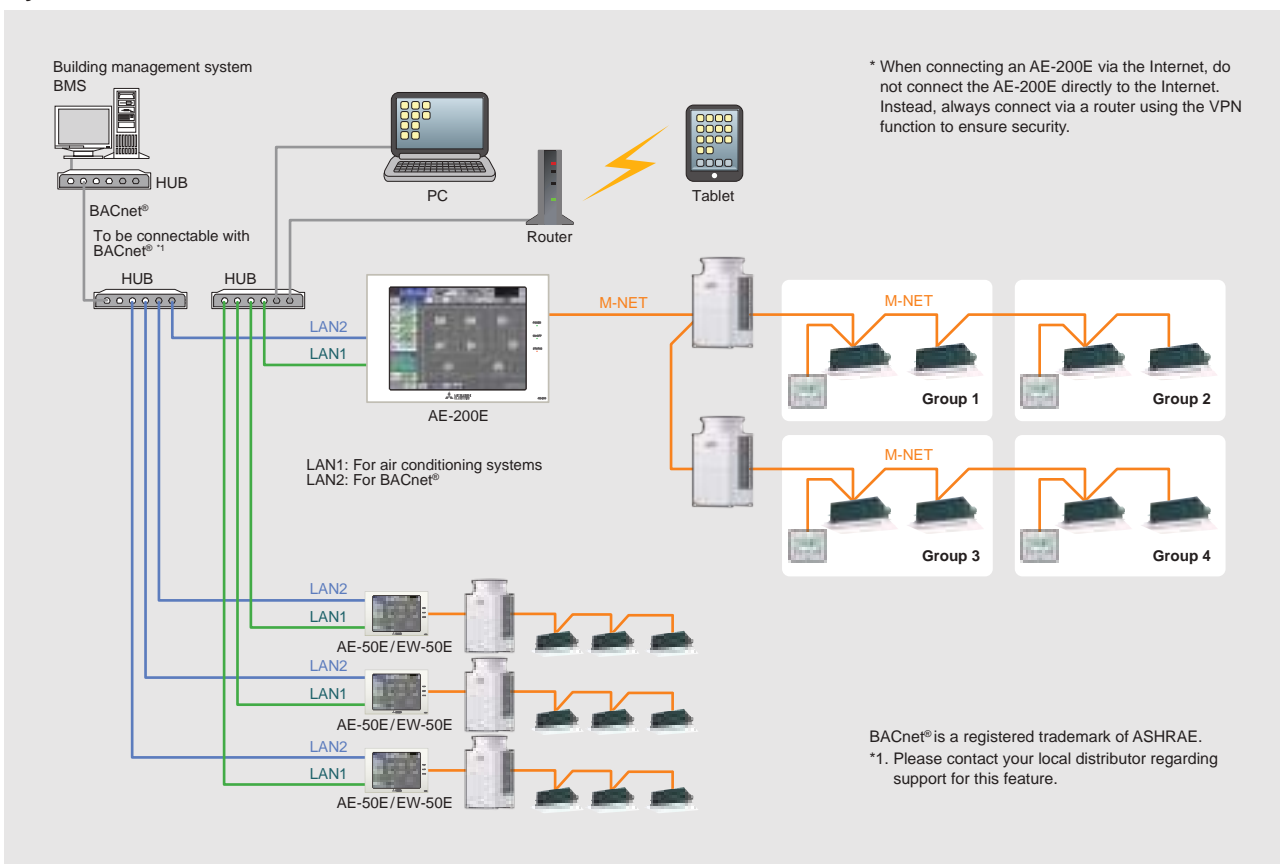 Building management system
BMS
HUB
BACnet®
To be connectable with
BACnet® *1
HUB
HUB
PC
Router
Tablet
* When connecting an AE-200E via the Internet, do
not connect the AE-200E directly to the Internet.
Instead, always connect via a router using the VPN
function to ensure security.
LAN2
LAN1
AE-200E
M-NET
M-NET
Group 1
Group 2
M-NET
Group 3
Group 4
LAN1: For air conditioning systems
LAN2: For BACnet®
LAN2
LAN1
AE-50E/EW-50E
LAN2
LAN1
AE-50E/EW-50E
LAN2
LAN1
AE-50E/EW-50E
BACnet® is a registered trademark of ASHRAE.
*1. Please contact your local distributor regarding
support for this feature.